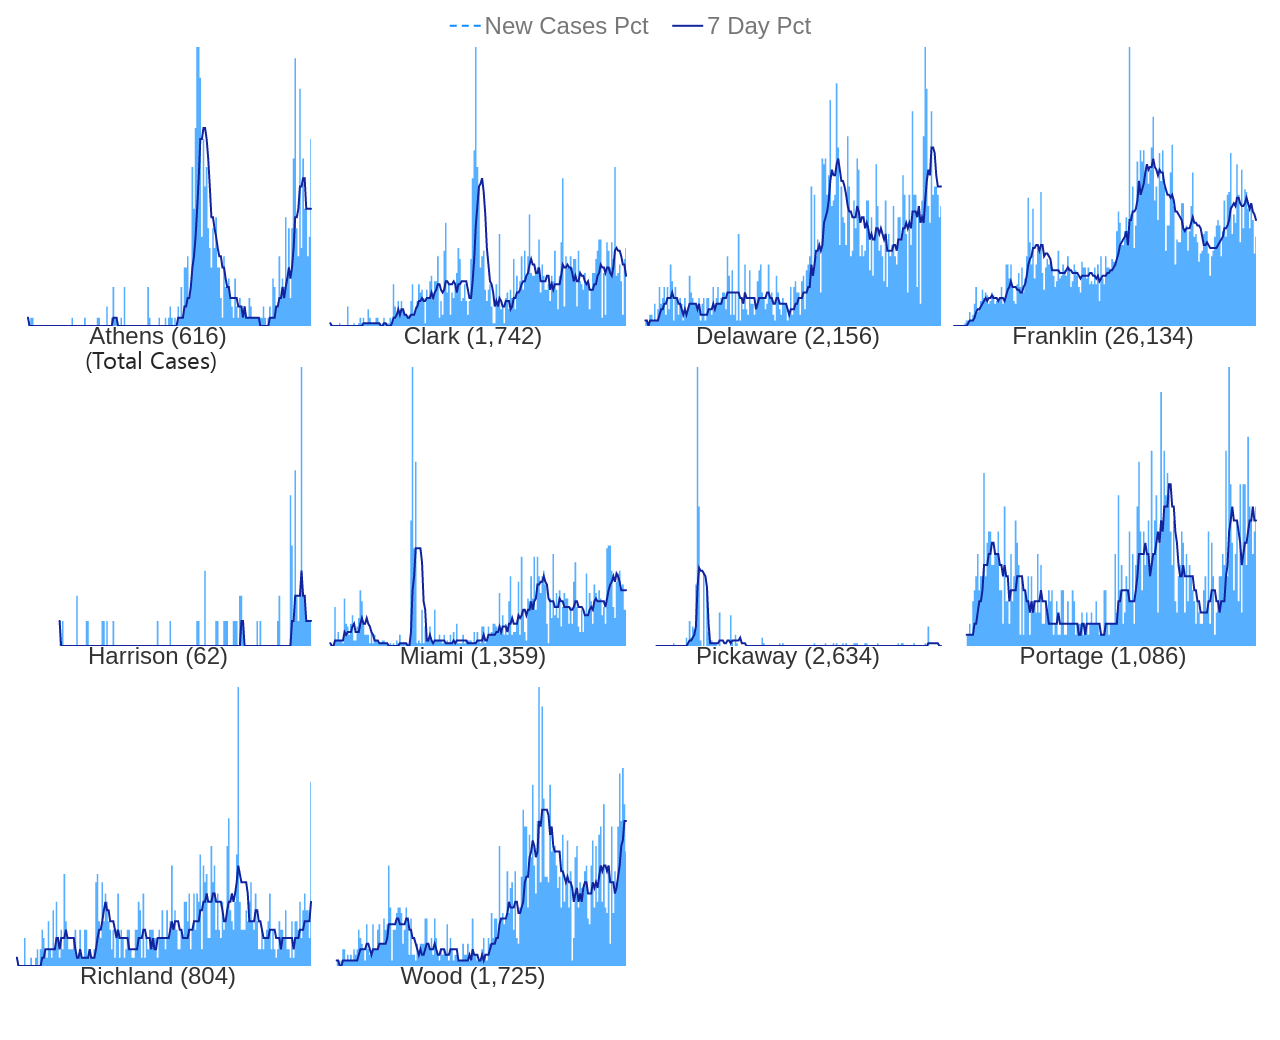 New Cases Pct 7 Day Pct
Athens (616) Clark (1,742) Delaware (2,156) Franklin (26,134)
(Total Cases)
Harrison (62) Miami (1,359) Pickaway (2,634) Portage (1,086)
Richland (804) Wood (1,725)